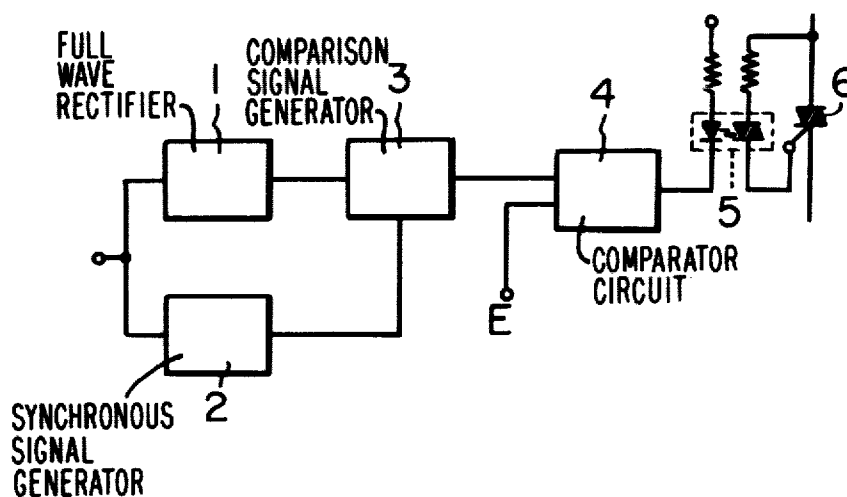 FULL
WAVE
RECTIFIER
1
COMPARISON
SIGNAL
GENERATOR
3
4
6
5
COMPARATOR
CIRCUIT
E
2
SYNCHRONOUS
SIGNAL
GENERATOR